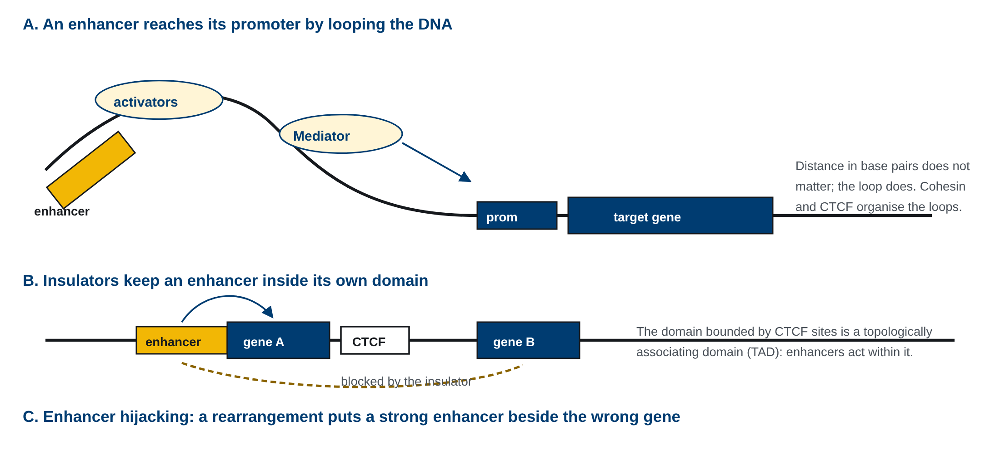 A. An enhancer reaches its promoter by looping the DNA
activators
Mediator
Distance in base pairs does not
matter; the loop does. Cohesin
and CTCF organise the loops.
enhancer
prom
target gene
B. Insulators keep an enhancer inside its own domain
enhancer
gene A
CTCF
gene B
The domain bounded by CTCF sites is a topologically
associating domain (TAD): enhancers act within it.
blocked by the insulator
C. Enhancer hijacking: a rearrangement puts a strong enhancer beside the wrong gene